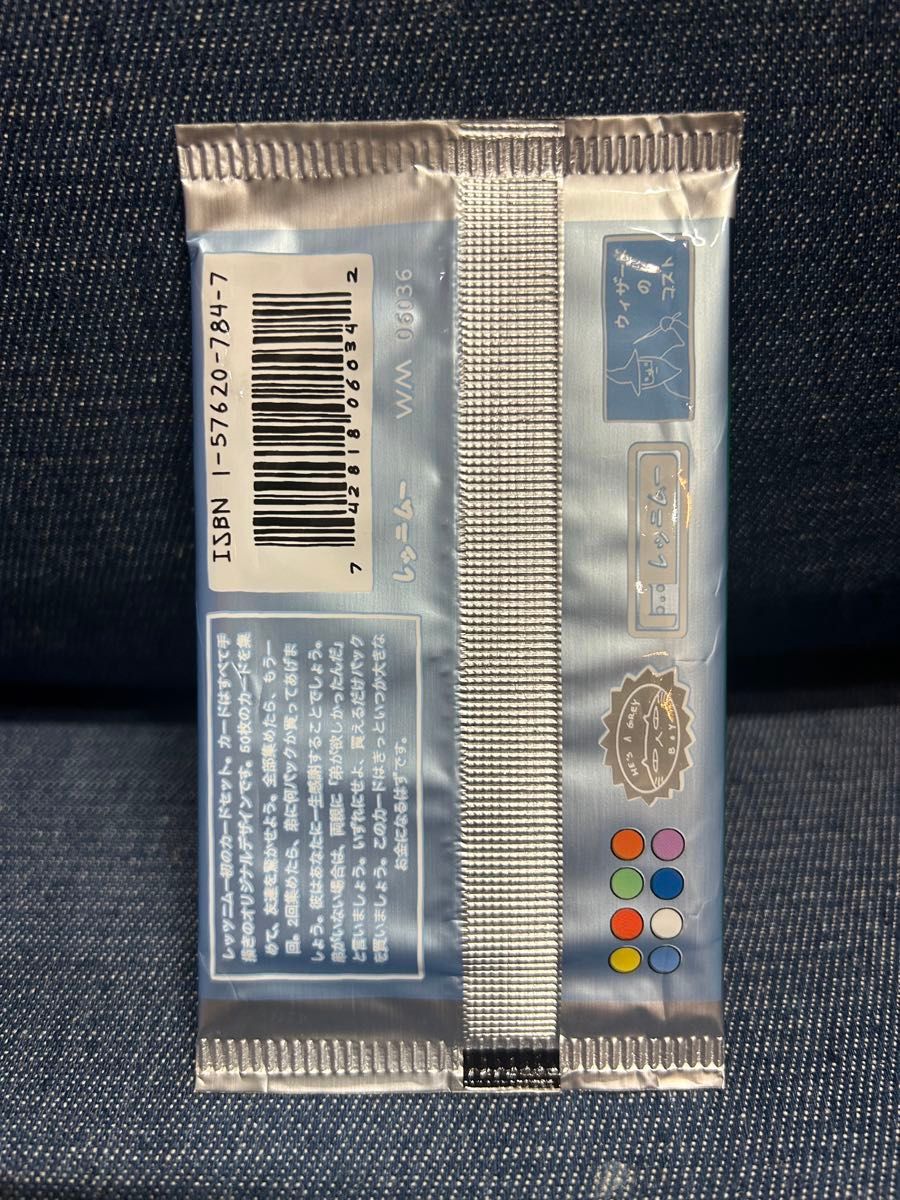 ISBN 1-57620-784-7
7 42818 06034 2
レッツニムー初のカードセット。カードはすべて手
描きのオリジナルデザインです。50枚のカードを集
めて、友達を驚かせよう。全部集めたら、もう一
回。2回集めたら、弟に何パックか買ってあげま
しょう。彼はあなたに一生感謝することでしょう。
弟がいない場合は、両親に「弟が欲しかったんだ」
と言いましょう。いずれにせよ、買えるだけパック
を買いましょう。このカードはきっといつか大きな
お金になるはずです。
レッニムー WM 06036
ウィザード
の
コスト
レッニムー
HE'S A GREY
BOY